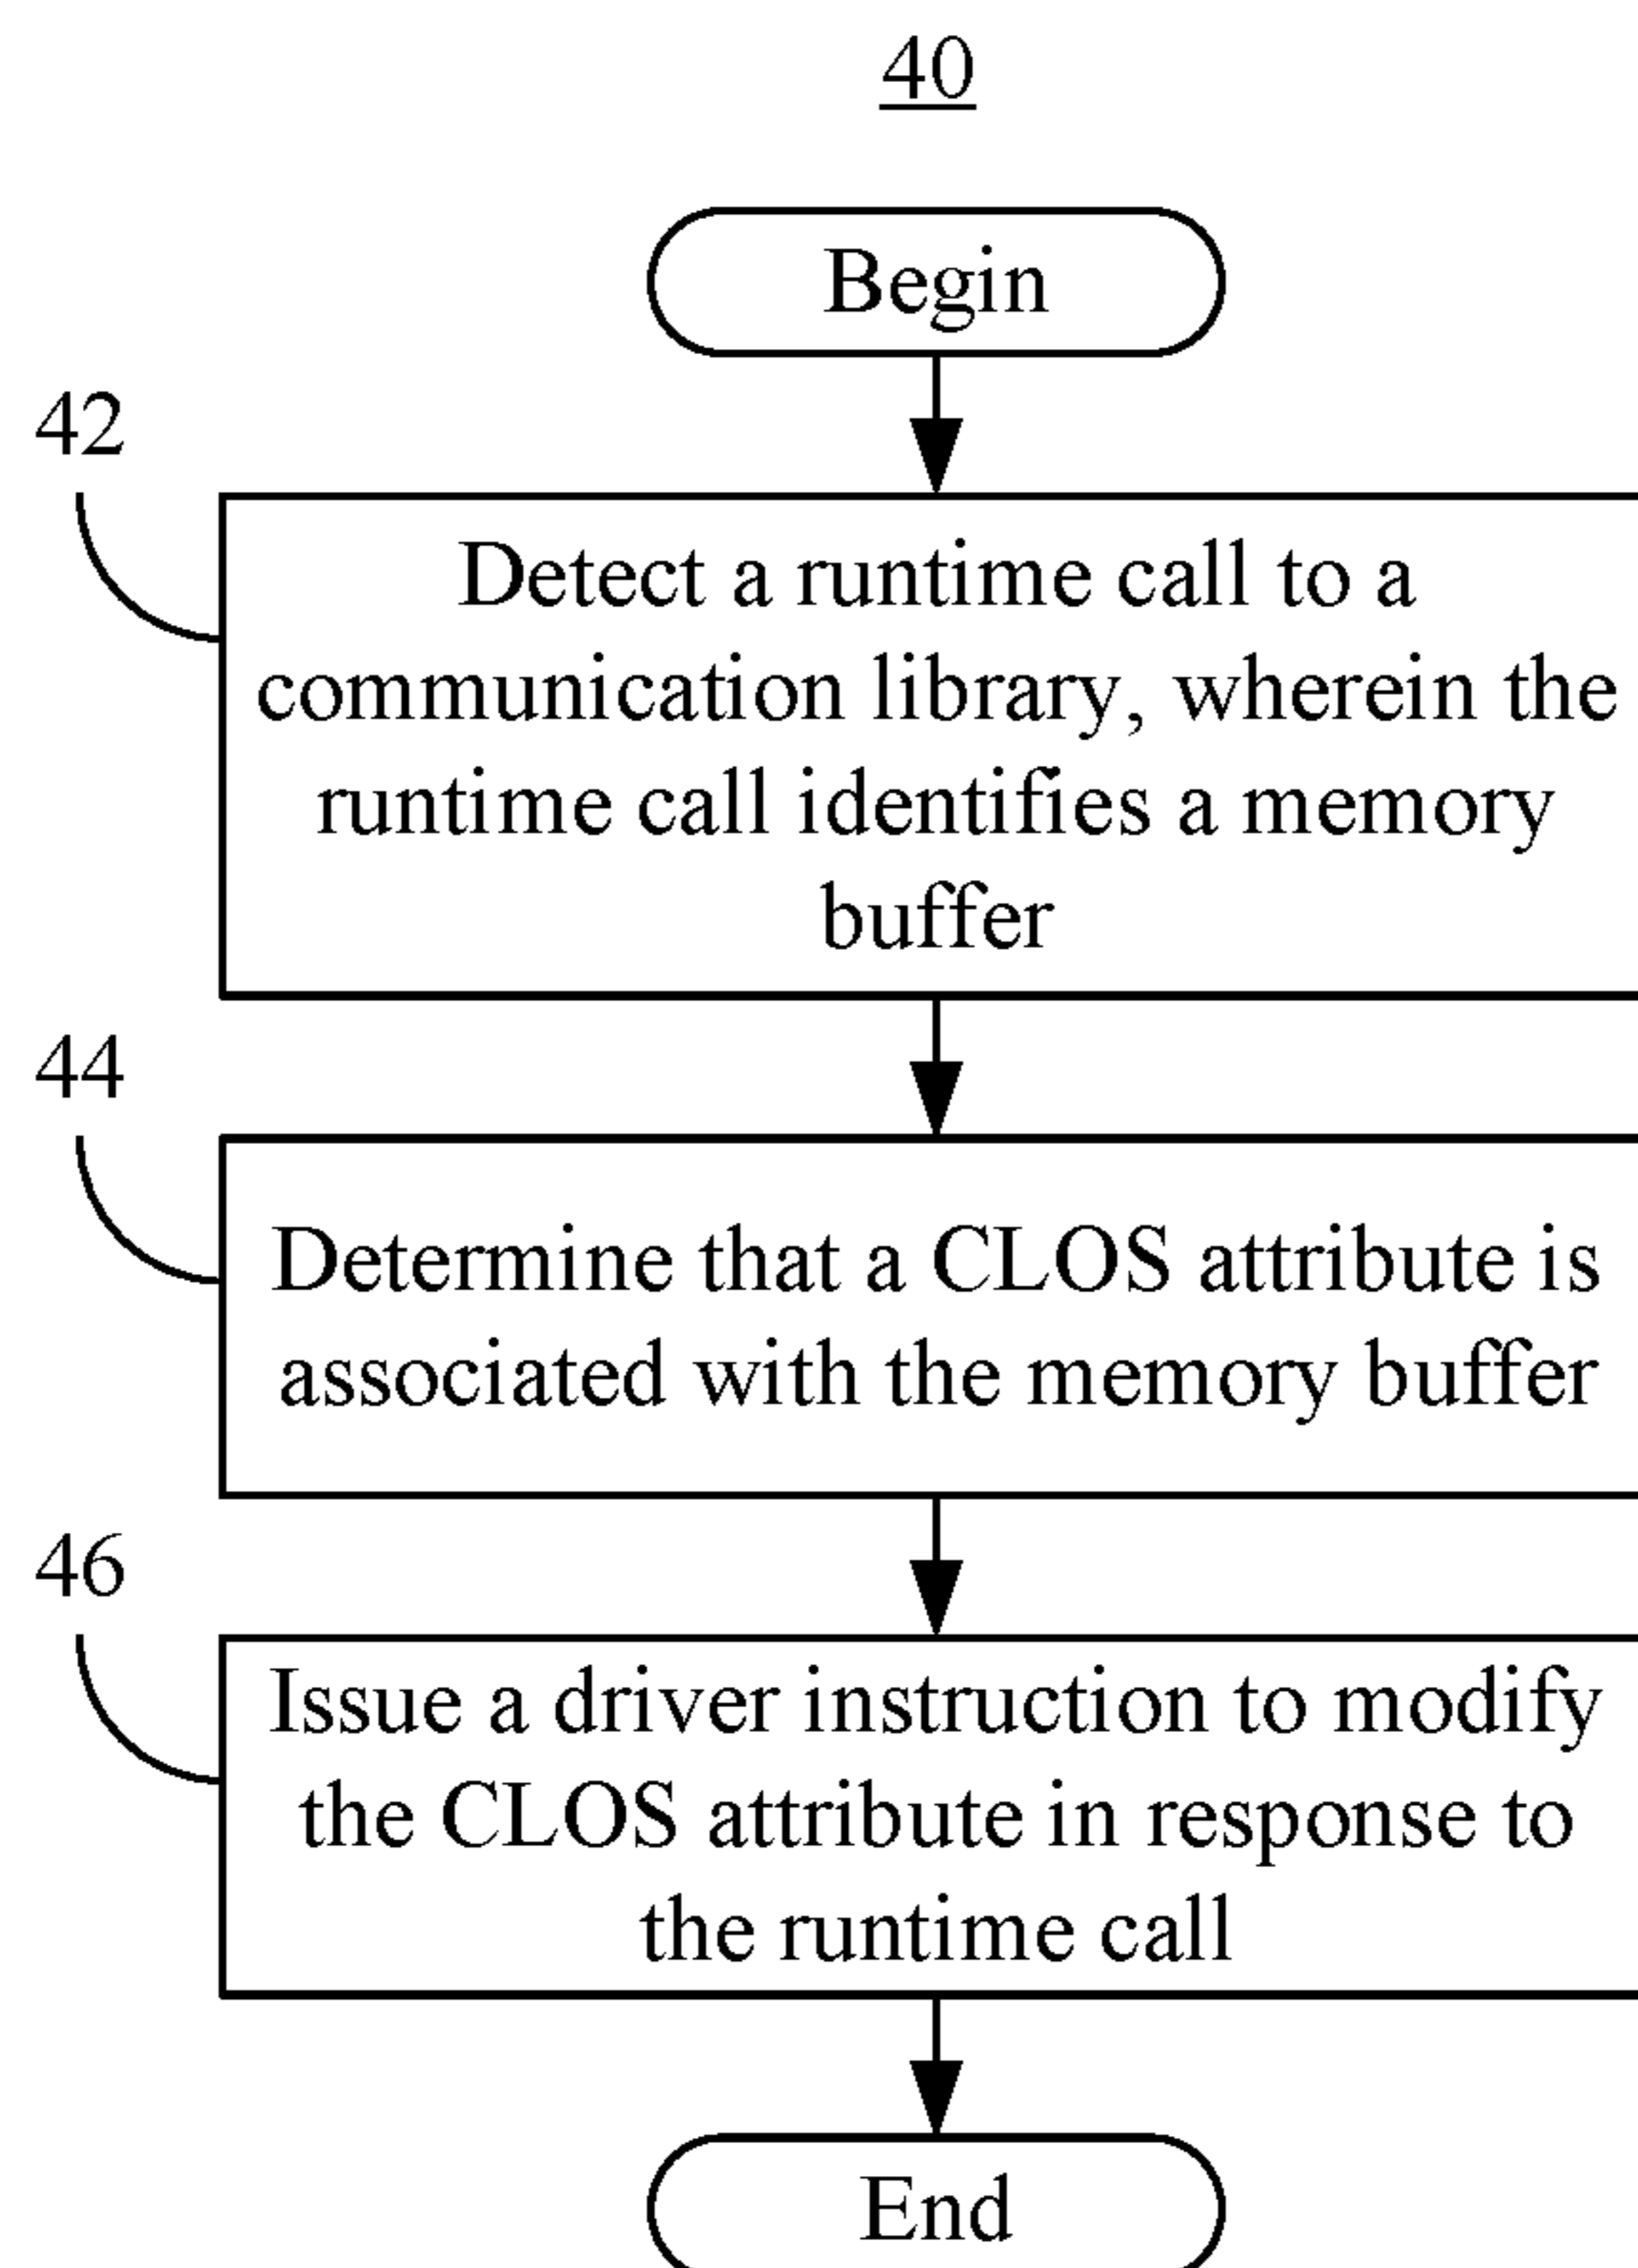 40
Begin
42
Detect a runtime call to a
communication library, wherein the
runtime call identifies a memory
buffer
44
Determine that a CLOS attribute is
associated with the memory buffer
46
Issue a driver instruction to modify
the CLOS attribute in response to
the runtime call
End